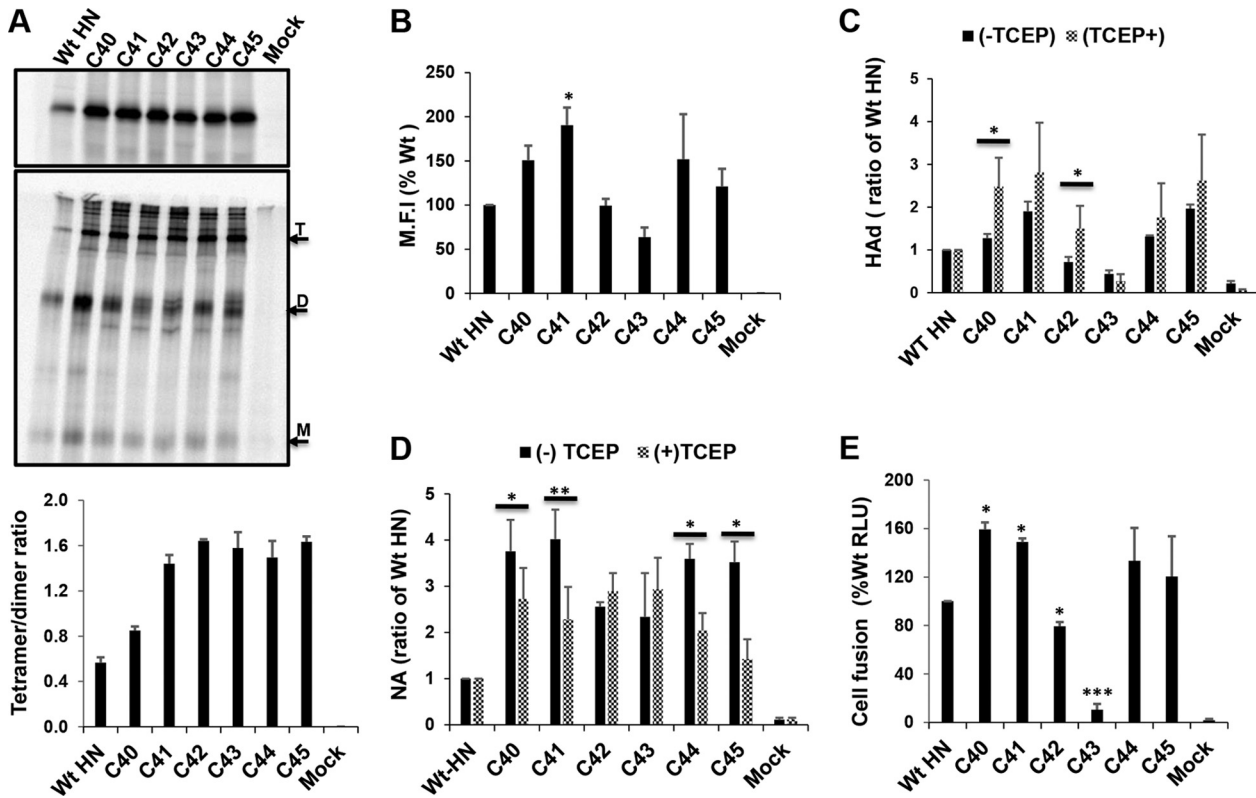 A
Wt HN
C40
C41
C42
C43
C44
C45
Mock
T
D
M
Tetramer/dimer ratio
2.0
1.6
1.2
0.8
0.4
0.0
Wt HN
C40
C41
C42
C43
C44
C45
Mock
B
M.F.I (% Wt )
250
200
150
100
50
0
*
Wt HN
C40
C41
C42
C43
C44
C45
Mock
C
(-TCEP) (TCEP+)
HAd ( ratio of Wt HN)
5
4
3
2
1
0
*
*
WT HN
C40
C41
C42
C43
C44
C45
Mock
D
(-) TCEP (+)TCEP
NA (ratio of Wt HN)
5
4
3
2
1
0
*
**
*
*
Wt-HN
C40
C41
C42
C43
C44
C45
Mock
E
Cell fusion (%Wt RLU)
200
160
120
80
40
0
*
*
*
***
Wt HN
C40
C41
C42
C43
C44
C45
Mock